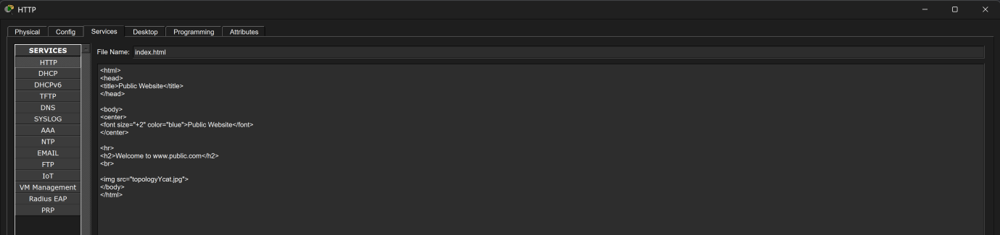 HTTP
Physical Config Services Desktop Programming Attributes
SERVICES
HTTP
DHCP
DHCPv6
TFTP
DNS
SYSLOG
AAA
NTP
EMAIL
FTP
IoT
VM Management
Radius EAP
PRP
File Name: index.html
<html>
<head>
<title>Public Website</title>
</head>
<body>
<center>
<font size="+2" color="blue">Public Website</font>
</center>
<hr>
<h2>Welcome to www.public.com</h2>
<br>
<img src="topologyYcat.jpg">
</body>
</html>